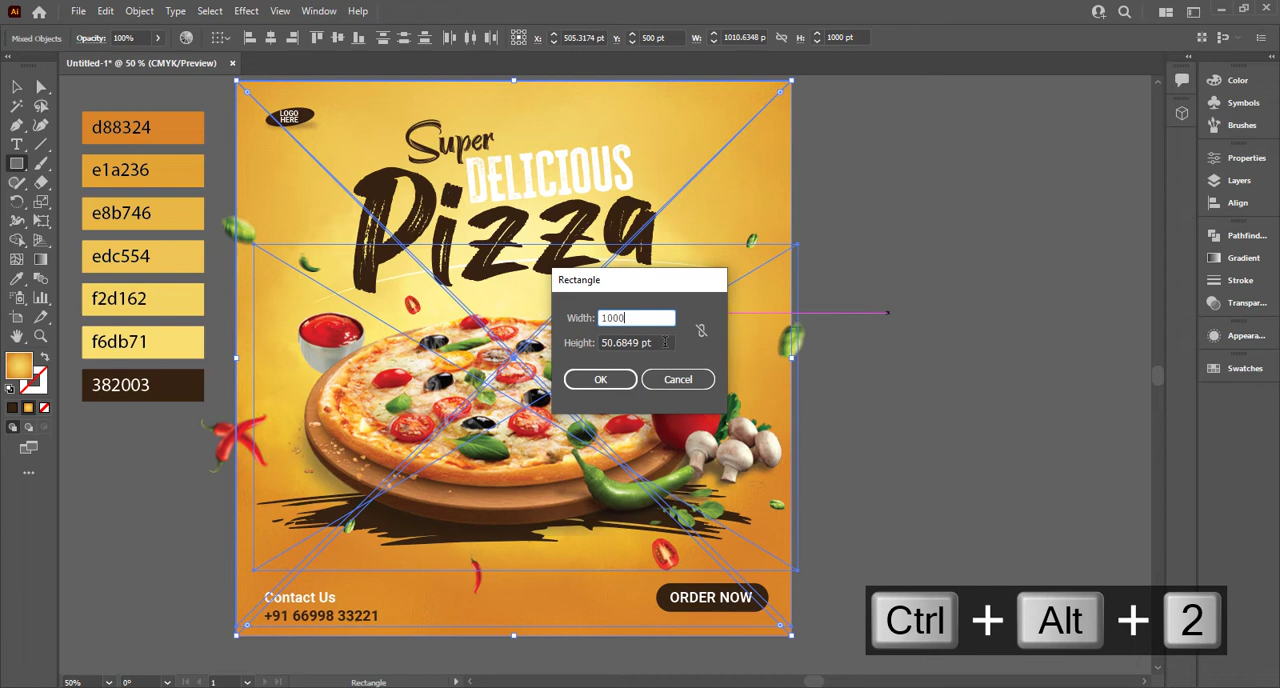 Ai File Edit Object Type Select Effect View Window Help
Mixed Objects Opacity: 100% X: 505.3174 pt Y: 500 pt W: 1010.6348 p H: 1000 pt
Untitled-1* @ 50 % (CMYK/Preview) ×
d88324
e1a236
e8b746
edc554
f2d162
f6db71
382003
LOGO
HERE
Super
DELICIOUS
Pizza
Rectangle
Width: 1000
Height: 50.6849 pt
OK Cancel
Contact Us
+91 66998 33221
ORDER NOW
Color
Symbols
Brushes
Properties
Layers
Align
Pathfind...
Gradient
Stroke
Transpar...
Appeara...
Swatches
Ctrl + Alt + 2
50% 0° 1 Rectangle